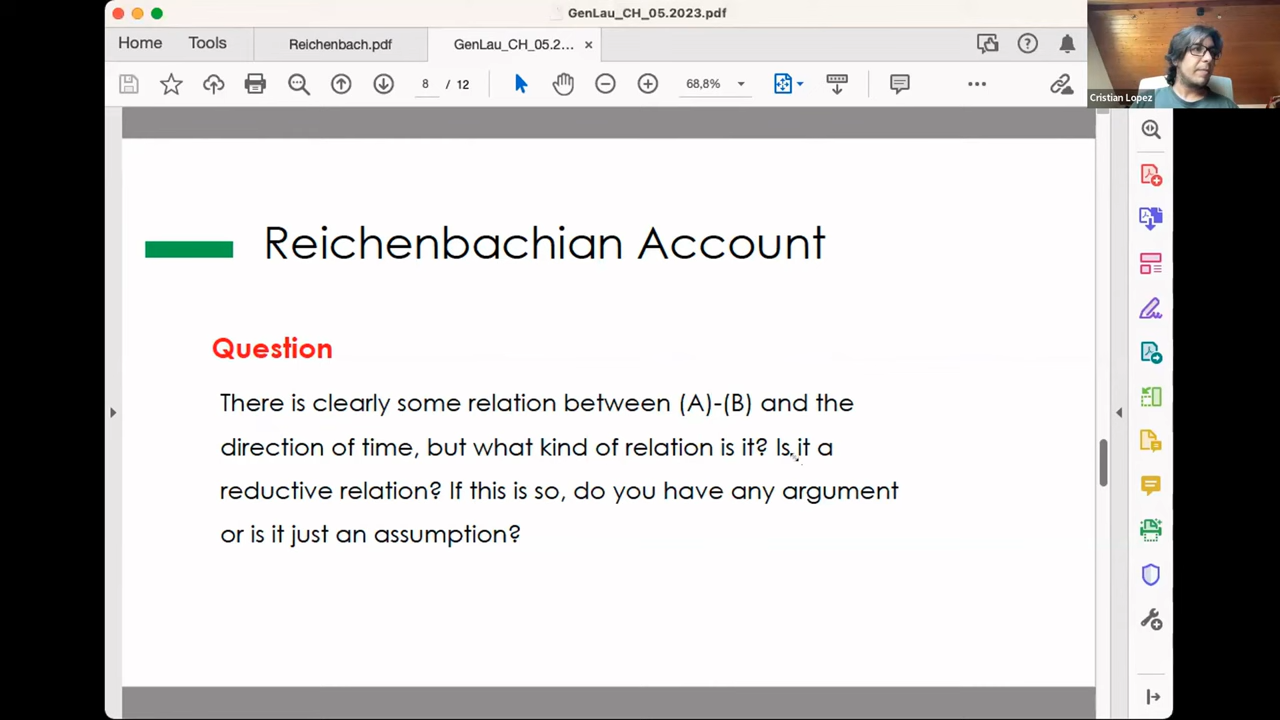 GenLau_CH_05.2023.pdf
Home Tools Reichenbach.pdf GenLau_CH_05.2... ×
8 / 12 68,8%
Cristian Lopez
Reichenbachian Account
Question
There is clearly some relation between (A)-(B) and the
direction of time, but what kind of relation is it? Is it a
reductive relation? If this is so, do you have any argument
or is it just an assumption?